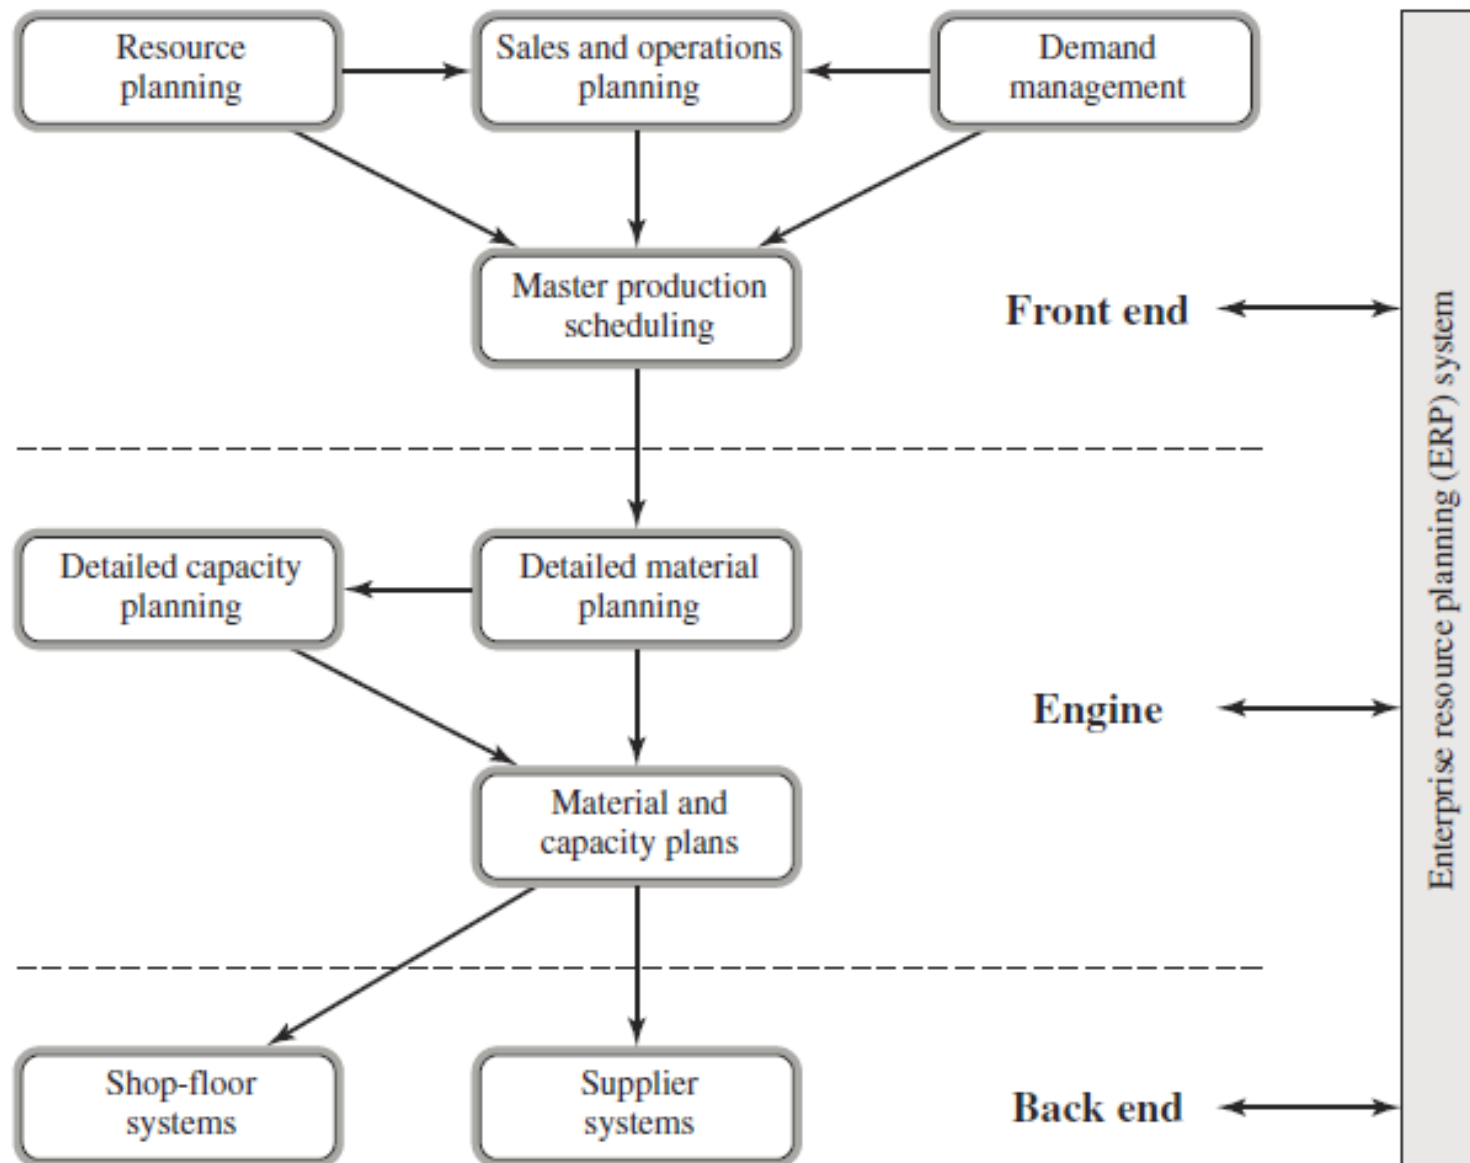 Resource
planning
Sales and operations
planning
Demand
management
Master production
scheduling
Front end
Detailed capacity
planning
Detailed material
planning
Engine
Material and
capacity plans
Shop-floor
systems
Supplier
systems
Back end
Enterprise resource planning (ERP) system